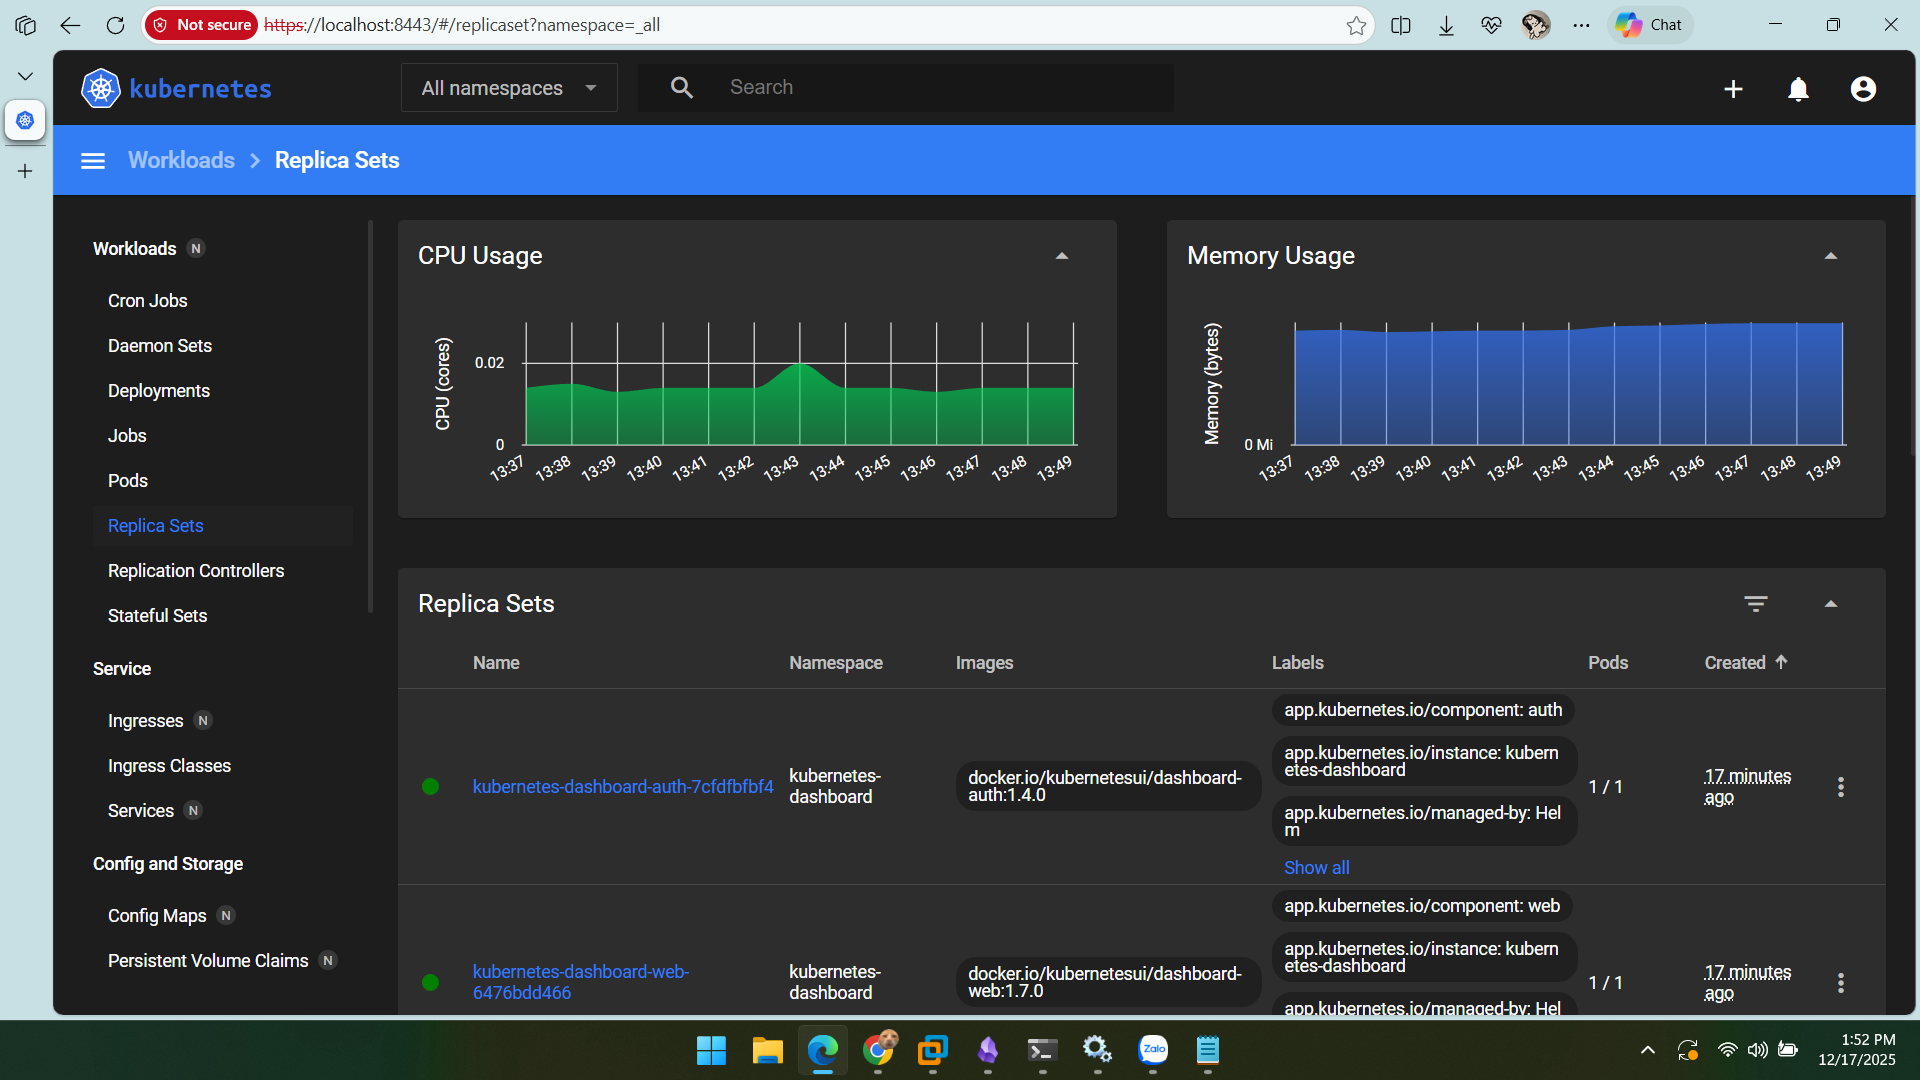 Not secure
https://localhost:8443/#/replicaset?namespace=_all
Chat
kubernetes
All namespaces
Search
Workloads
Replica Sets
Workloads N
Cron Jobs
Daemon Sets
Deployments
Jobs
Pods
Replica Sets
Replication Controllers
Stateful Sets
Service
Ingresses N
Ingress Classes
Services N
Config and Storage
Config Maps N
Persistent Volume Claims N
CPU Usage
CPU (cores)
0.02
0
13:37 13:38 13:39 13:40 13:41 13:42 13:43 13:44 13:45 13:46 13:47 13:48 13:49
Memory Usage
Memory (bytes)
0 Mi
13:37 13:38 13:39 13:40 13:41 13:42 13:43 13:44 13:45 13:46 13:47 13:48 13:49
Replica Sets
Name Namespace Images Labels Pods Created
kubernetes-dashboard-auth-7cfdfbfbf4
kubernetes-
dashboard
docker.io/kubernetesui/dashboard-
auth:1.4.0
app.kubernetes.io/component: auth
app.kubernetes.io/instance: kubern
etes-dashboard
app.kubernetes.io/managed-by: Hel
m
Show all
1 / 1
17 minutes
ago
kubernetes-dashboard-web-
6476bdd466
kubernetes-
dashboard
docker.io/kubernetesui/dashboard-
web:1.7.0
app.kubernetes.io/component: web
app.kubernetes.io/instance: kubern
etes-dashboard
app.kubernetes.io/managed-by: Hel
1 / 1
17 minutes
ago
Zalo
1:52 PM
12/17/2025